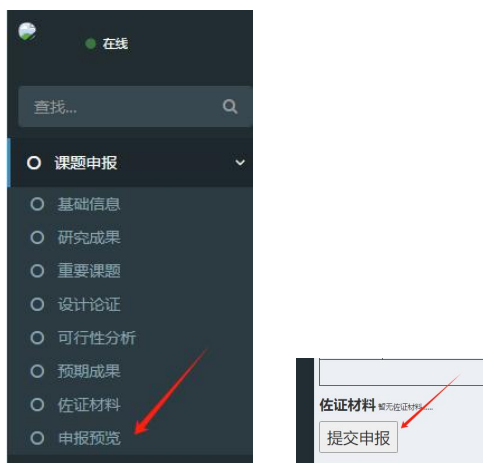 在线
查找...
课题申报
基础信息
研究成果
重要课题
设计论证
可行性分析
预期成果
佐证材料
申报预览
佐证材料 暂无佐证材料......
提交申报